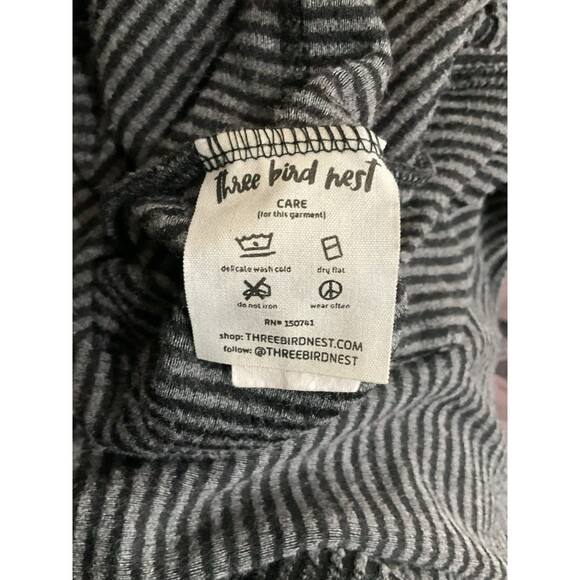 three bird nest
CARE
(for this garment)
delicate wash cold dry flat
do not iron wear often
RN# 150741
shop: THREEBIRDNEST.COM
follow: @THREEBIRDNEST